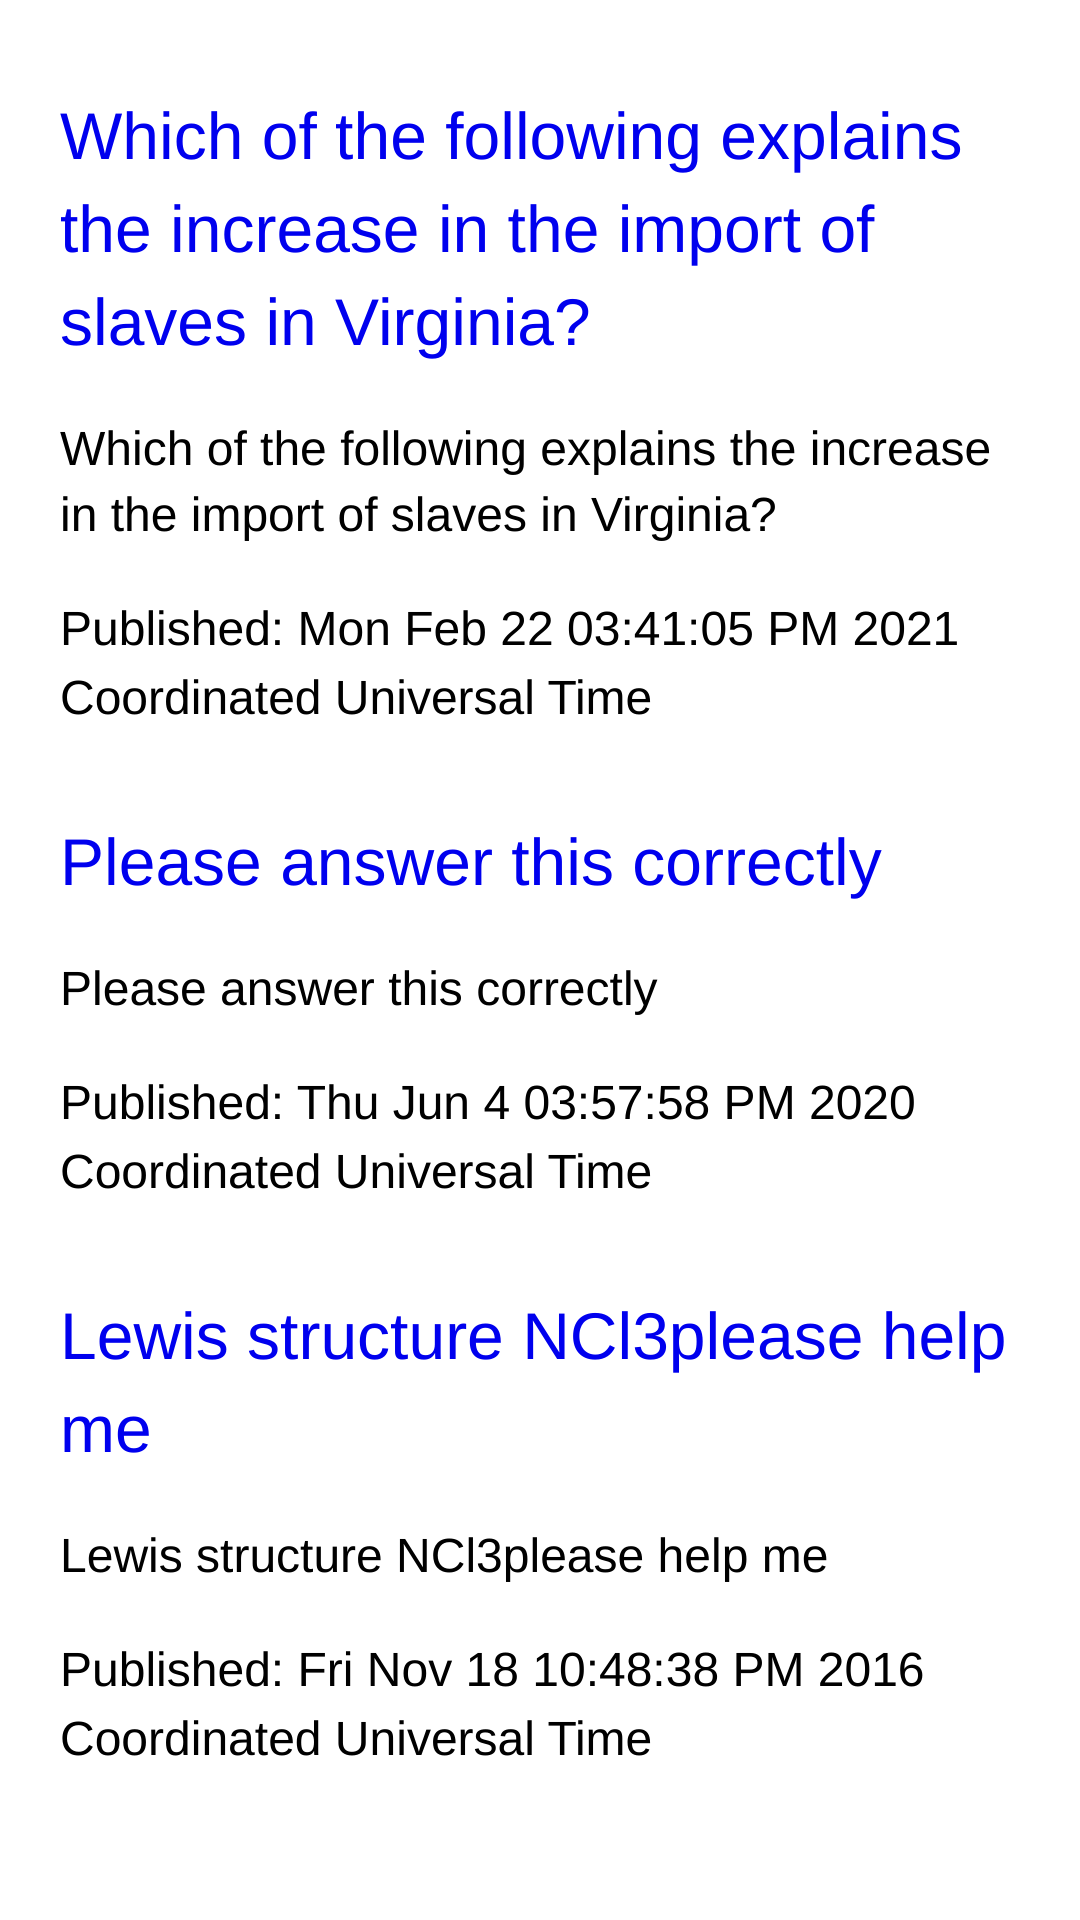 Which of the following explains
the increase in the import of
slaves in Virginia?
Which of the following explains the increase
in the import of slaves in Virginia?
Published: Mon Feb 22 03:41:05 PM 2021
Coordinated Universal Time
Please answer this correctly
Please answer this correctly
Published: Thu Jun 4 03:57:58 PM 2020
Coordinated Universal Time
Lewis structure NCl3please help
me
Lewis structure NCl3please help me
Published: Fri Nov 18 10:48:38 PM 2016
Coordinated Universal Time